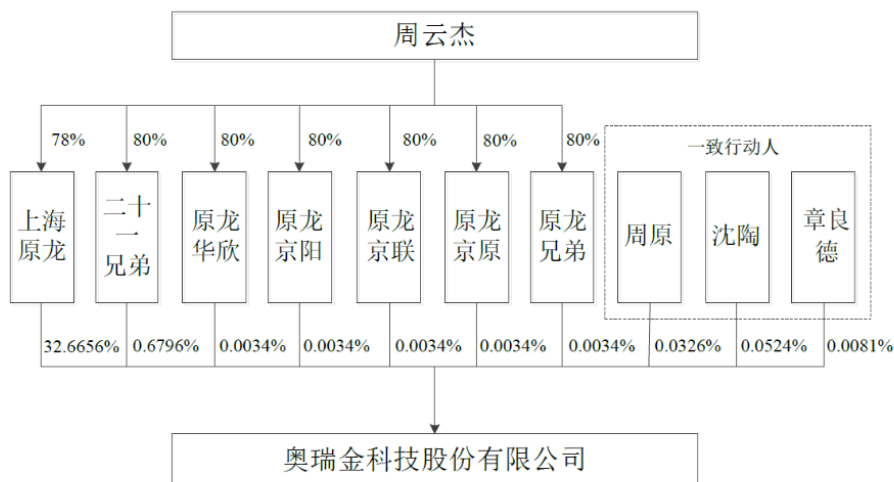 周云杰
78%
80%
80%
80%
80%
80%
80%
一致行动人
上海
原龙
二十
一
兄弟
原龙
华欣
原龙
京阳
原龙
京联
原龙
京原
原龙
兄弟
周原
沈陶
章良
德
32.6656%
0.6796%
0.0034%
0.0034%
0.0034%
0.0034%
0.0034%
0.0326%
0.0524%
0.0081%
奥瑞金科技股份有限公司